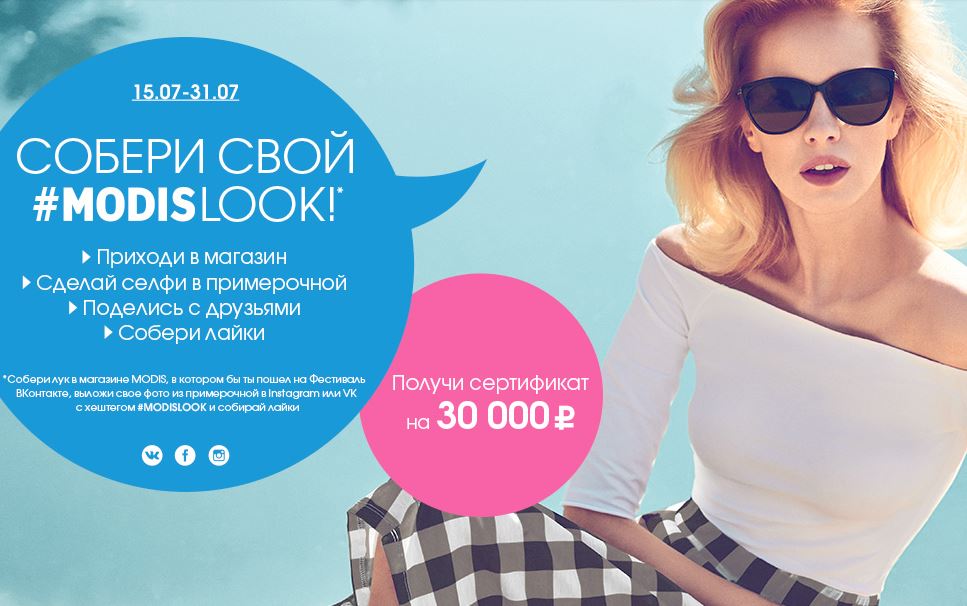 15.07-31.07
СОБЕРИ СВОЙ
#MODISLOOK!*
Приходи в магазин
Сделай селфи в примерочной
Поделись с друзьями
Собери лайки
*Собери лук в магазине MODIS, в котором бы ты пошел на Фестиваль
ВКонтакте, выложи свое фото из примерочной в Instagram или VK
с хештегом #MODISLOOK и собирай лайки
Получи сертификат
на 30 000 ₽